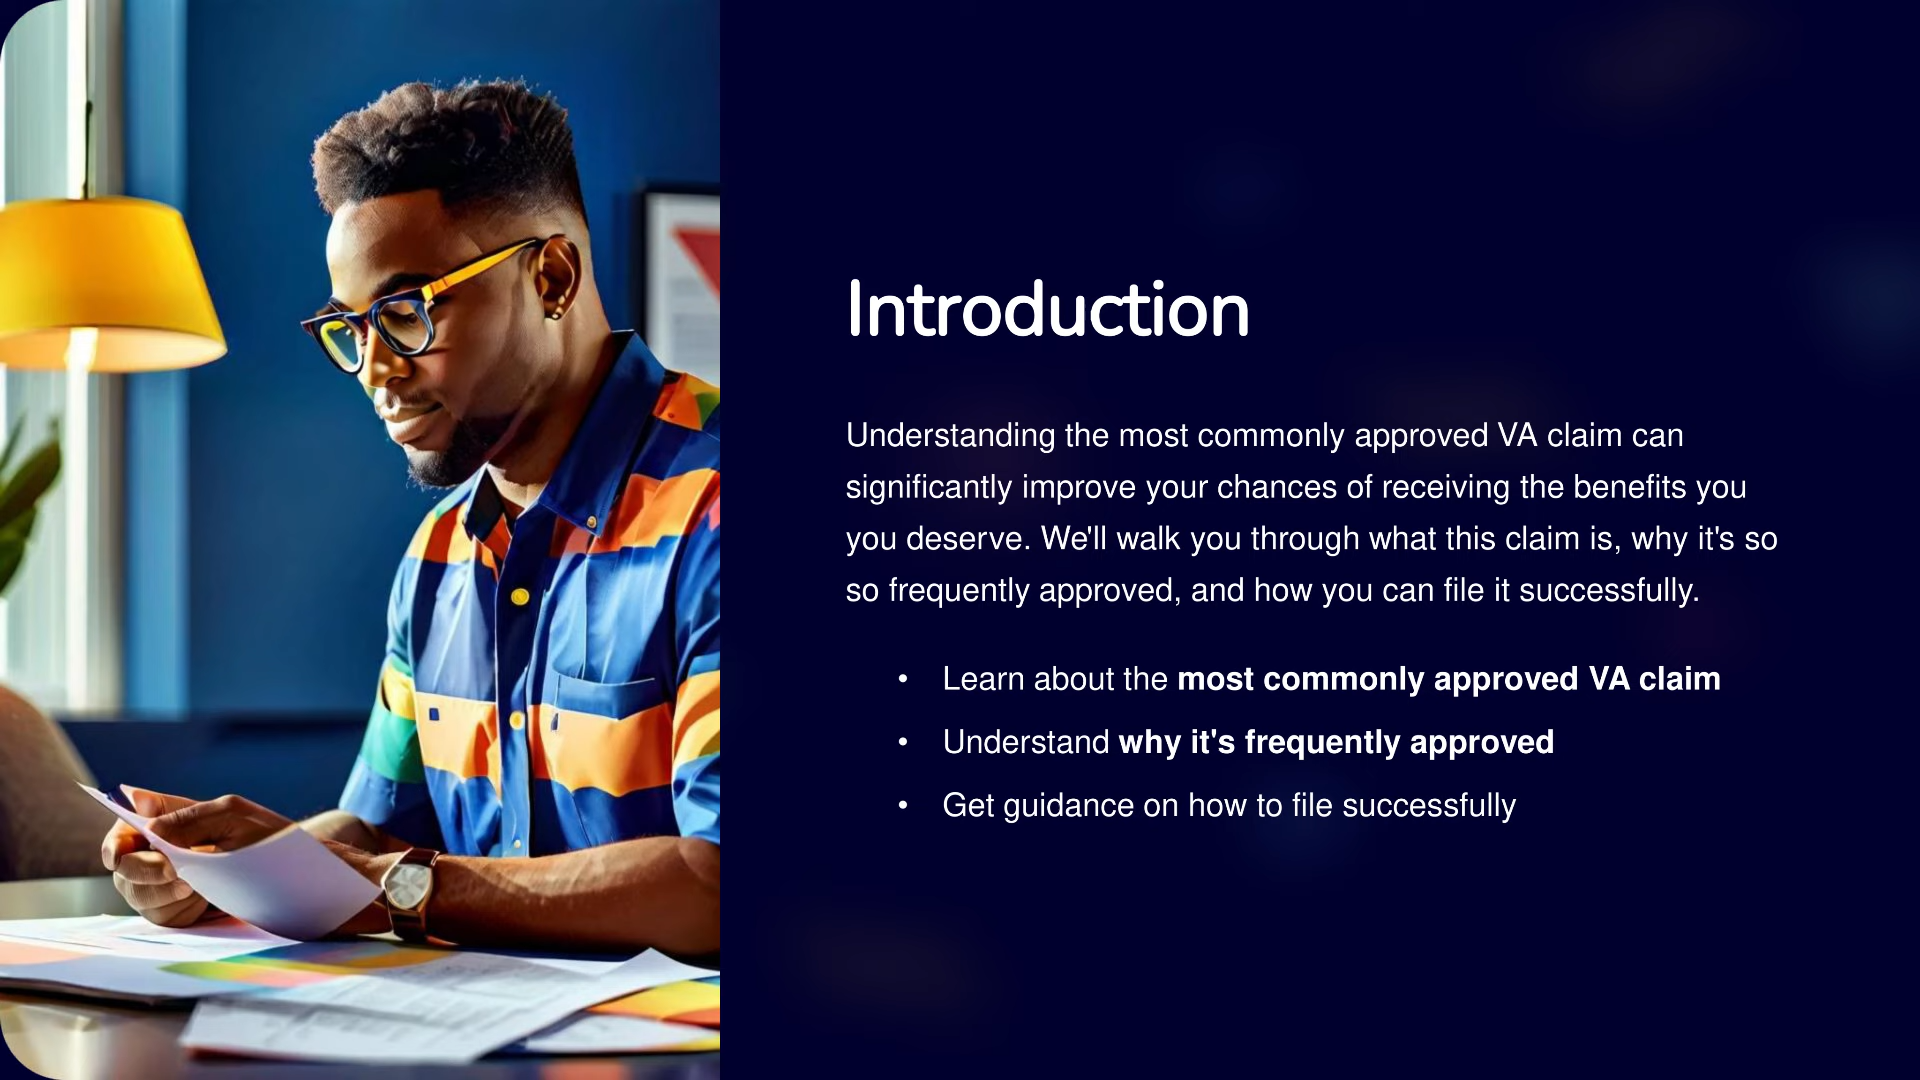 Introduction
Understanding the most commonly approved VA claim can
significantly improve your chances of receiving the benefits you
you deserve. We'll walk you through what this claim is, why it's so
so frequently approved, and how you can file it successfully.
• Learn about the most commonly approved VA claim
• Understand why it's frequently approved
• Get guidance on how to file successfully